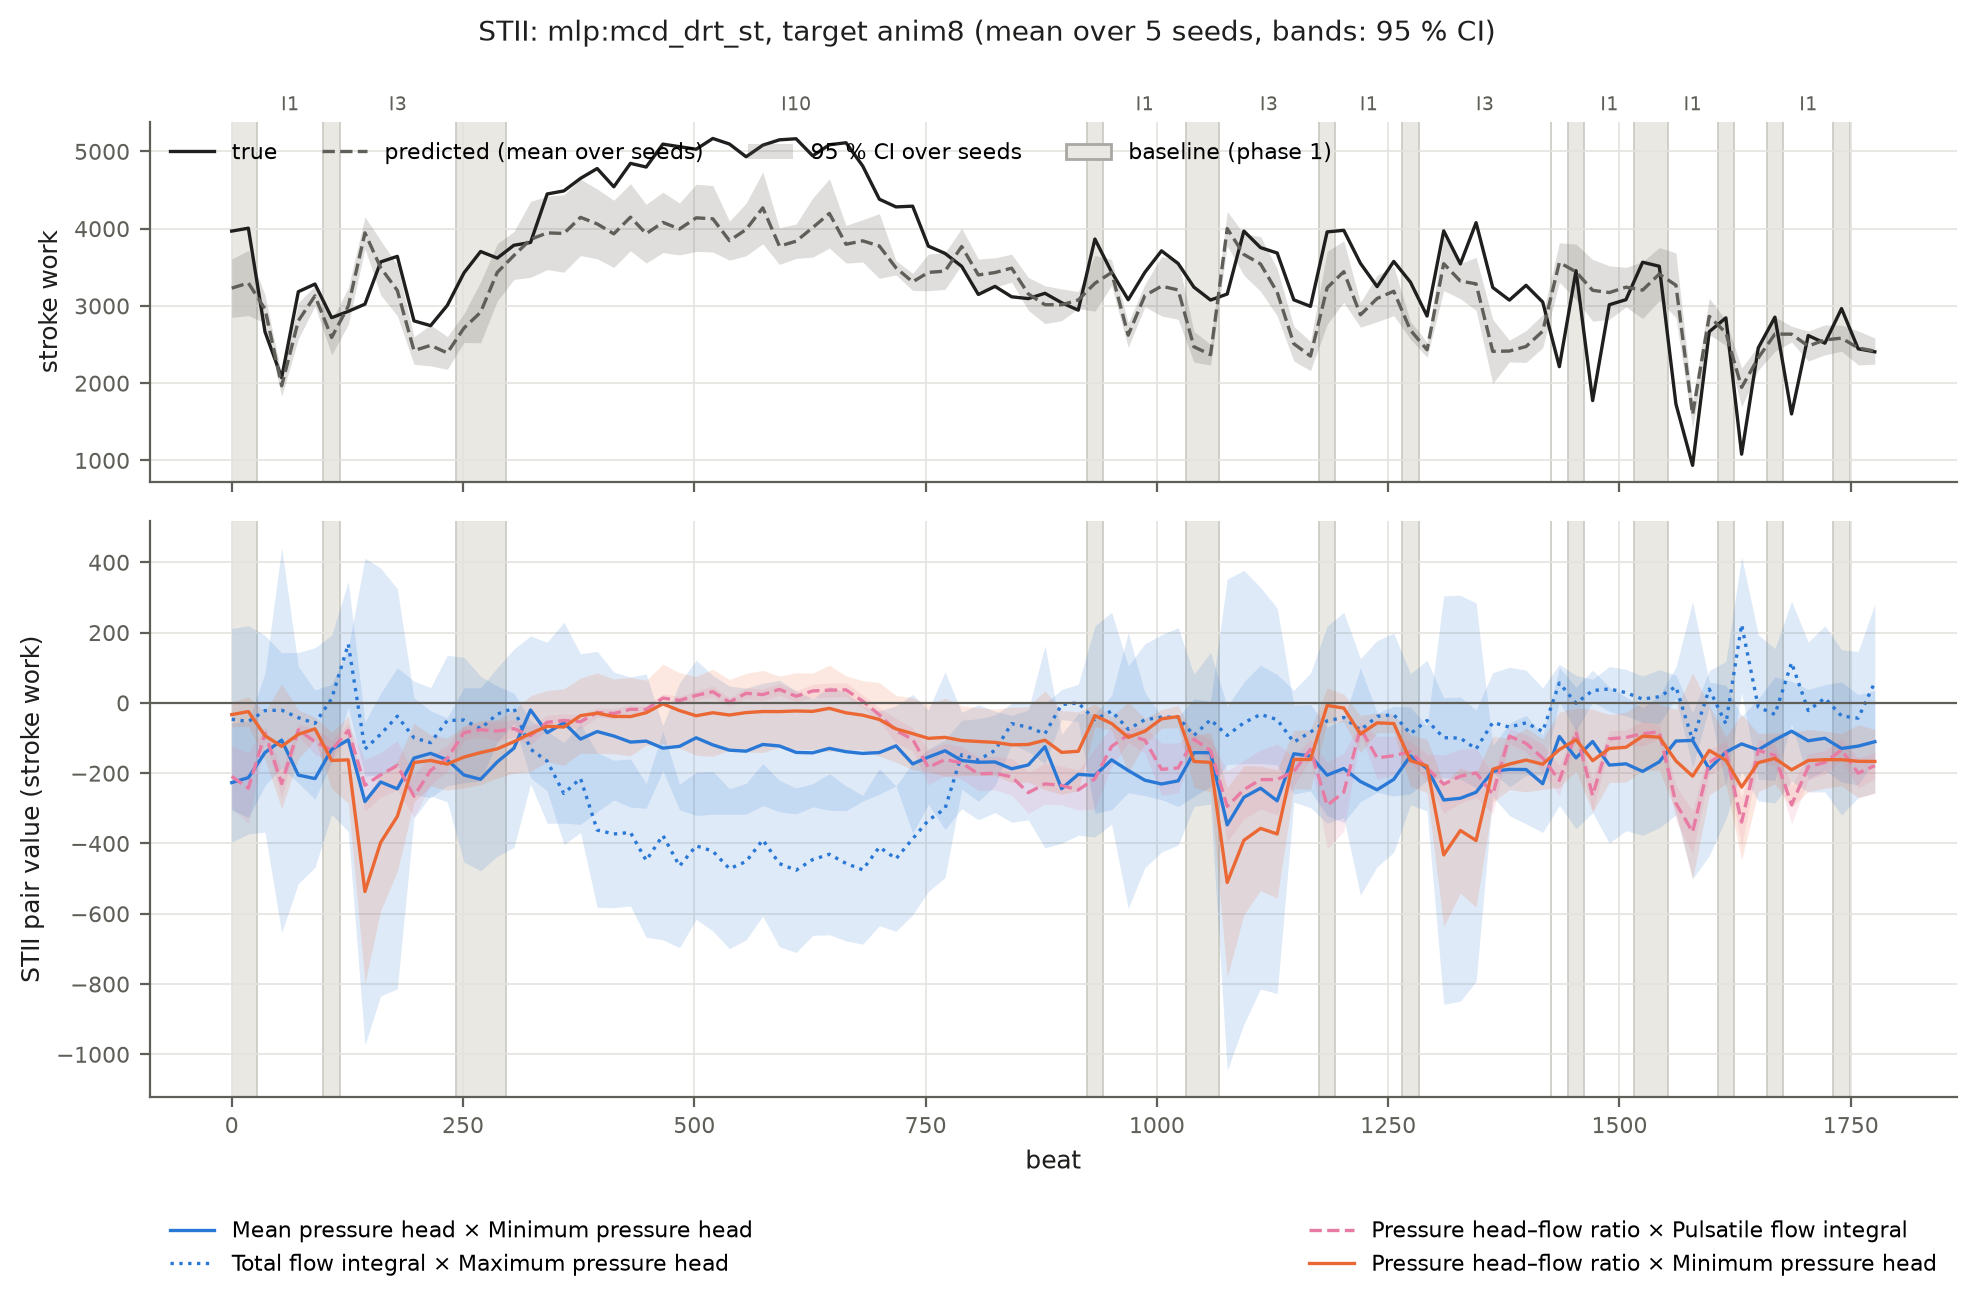 STII: mlp:mcd_drt_st, target anim8 (mean over 5 seeds, bands: 95 % CI)
I1 I3 I10 I1 I3 I1 I3 I1 I1 I1
true predicted (mean over seeds) 95 % CI over seeds baseline (phase 1)
stroke work
5000
4000
3000
2000
1000
STII pair value (stroke work)
400
200
0
−200
−400
−600
−800
−1000
0 250 500 750 1000 1250 1500 1750
beat
Mean pressure head × Minimum pressure head
Total flow integral × Maximum pressure head
Pressure head–flow ratio × Pulsatile flow integral
Pressure head–flow ratio × Minimum pressure head